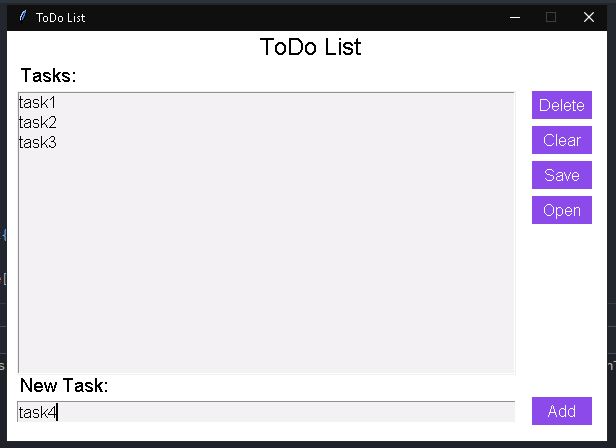 ToDo List
ToDo List
Tasks:
task1
task2
task3
Delete
Clear
Save
Open
New Task:
task4
Add